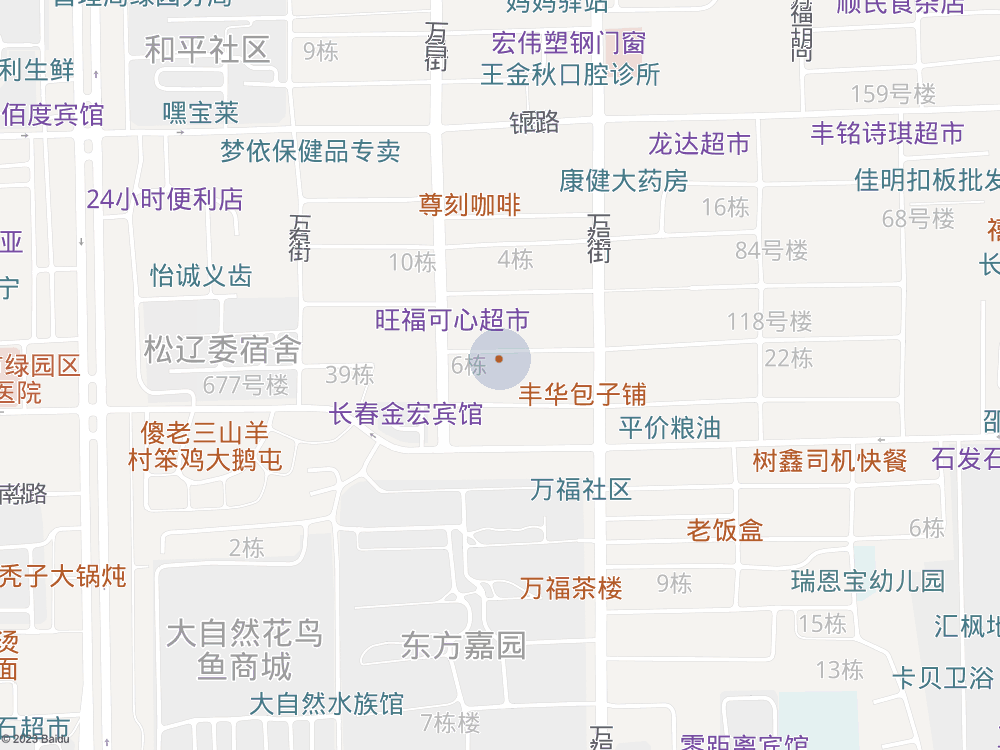 妈妈驿站
顺民食杂店
万昌街
万福胡同
宏伟塑钢门窗
和平社区
9栋
利生鲜
王金秋口腔诊所
159号楼
佰度宾馆
嘿宝莱
丰铭诗琪超市
龙达超市
梦依保健品专卖
康健大药房
佳明扣板批发
24小时便利店
尊刻咖啡
16栋
68号楼
万福街
亚
10栋
4栋
84号楼
怡诚义齿
宁
长
旺福可心超市
118号楼
松辽委宿舍
22栋
绿园区
医院
6栋
39栋
677号楼
丰华包子铺
长春金宏宾馆
平价粮油
傻老三山羊
村笨鸡大鹅屯
树鑫司机快餐
石发石
万福社区
老饭盒
6栋
2栋
秃子大锅炖
万福茶楼
9栋
瑞恩宝幼儿园
15栋
汇枫地
大自然花鸟
鱼商城
东方嘉园
烫
面
13栋
卡贝卫浴
大自然水族馆
7栋楼
石超市
万
零距离宾馆
© 2023 Baidu